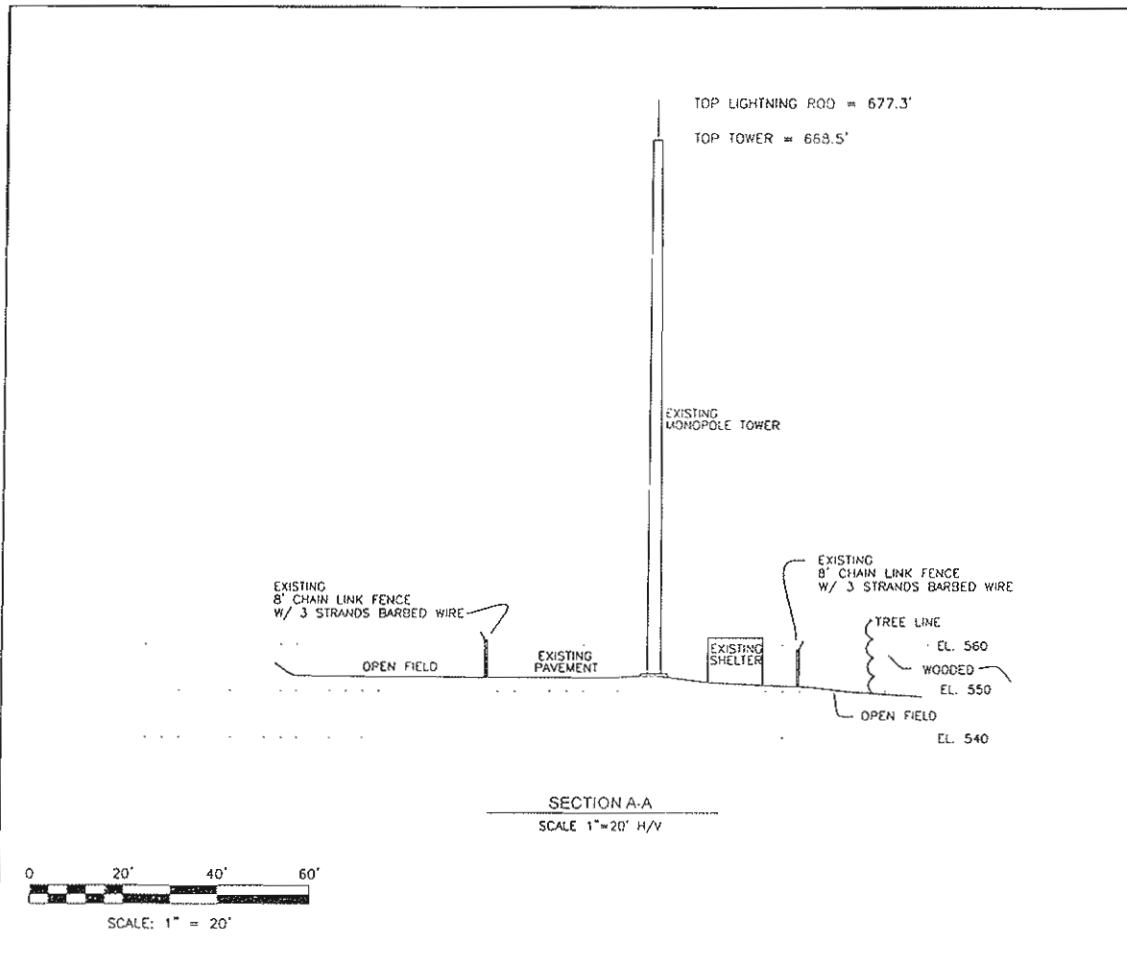 TOP LIGHTNING ROD = 677.3'
TOP TOWER = 668.5'
EXISTING
MONOPOLE TOWER
EXISTING
8' CHAIN LINK FENCE
W/ 3 STRANDS BARBED WIRE
EXISTING
8' CHAIN LINK FENCE
W/ 3 STRANDS BARBED WIRE
TREE LINE
EL. 560
WOODED
EL. 550
OPEN FIELD
EXISTING
PAVEMENT
EXISTING
SHELTER
OPEN FIELD
EL. 540
SECTION A-A
SCALE 1"=20' H/V
0 20' 40' 60'
SCALE: 1" = 20'